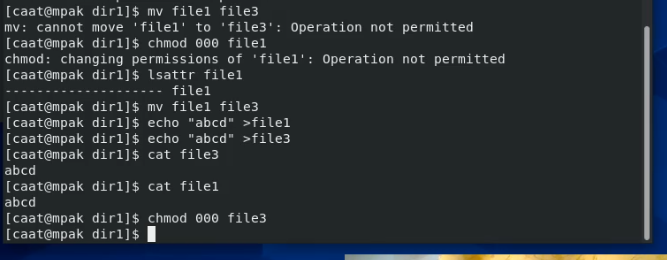 [caat@mpak dir1]$ mv file1 file3
mv: cannot move 'file1' to 'file3': Operation not permitted
[caat@mpak dir1]$ chmod 000 file1
chmod: changing permissions of 'file1': Operation not permitted
[caat@mpak dir1]$ lsattr file1
-------------------- file1
[caat@mpak dir1]$ mv file1 file3
[caat@mpak dir1]$ echo "abcd" >file1
[caat@mpak dir1]$ echo "abcd" >file3
[caat@mpak dir1]$ cat file3
abcd
[caat@mpak dir1]$ cat file1
abcd
[caat@mpak dir1]$ chmod 000 file3
[caat@mpak dir1]$